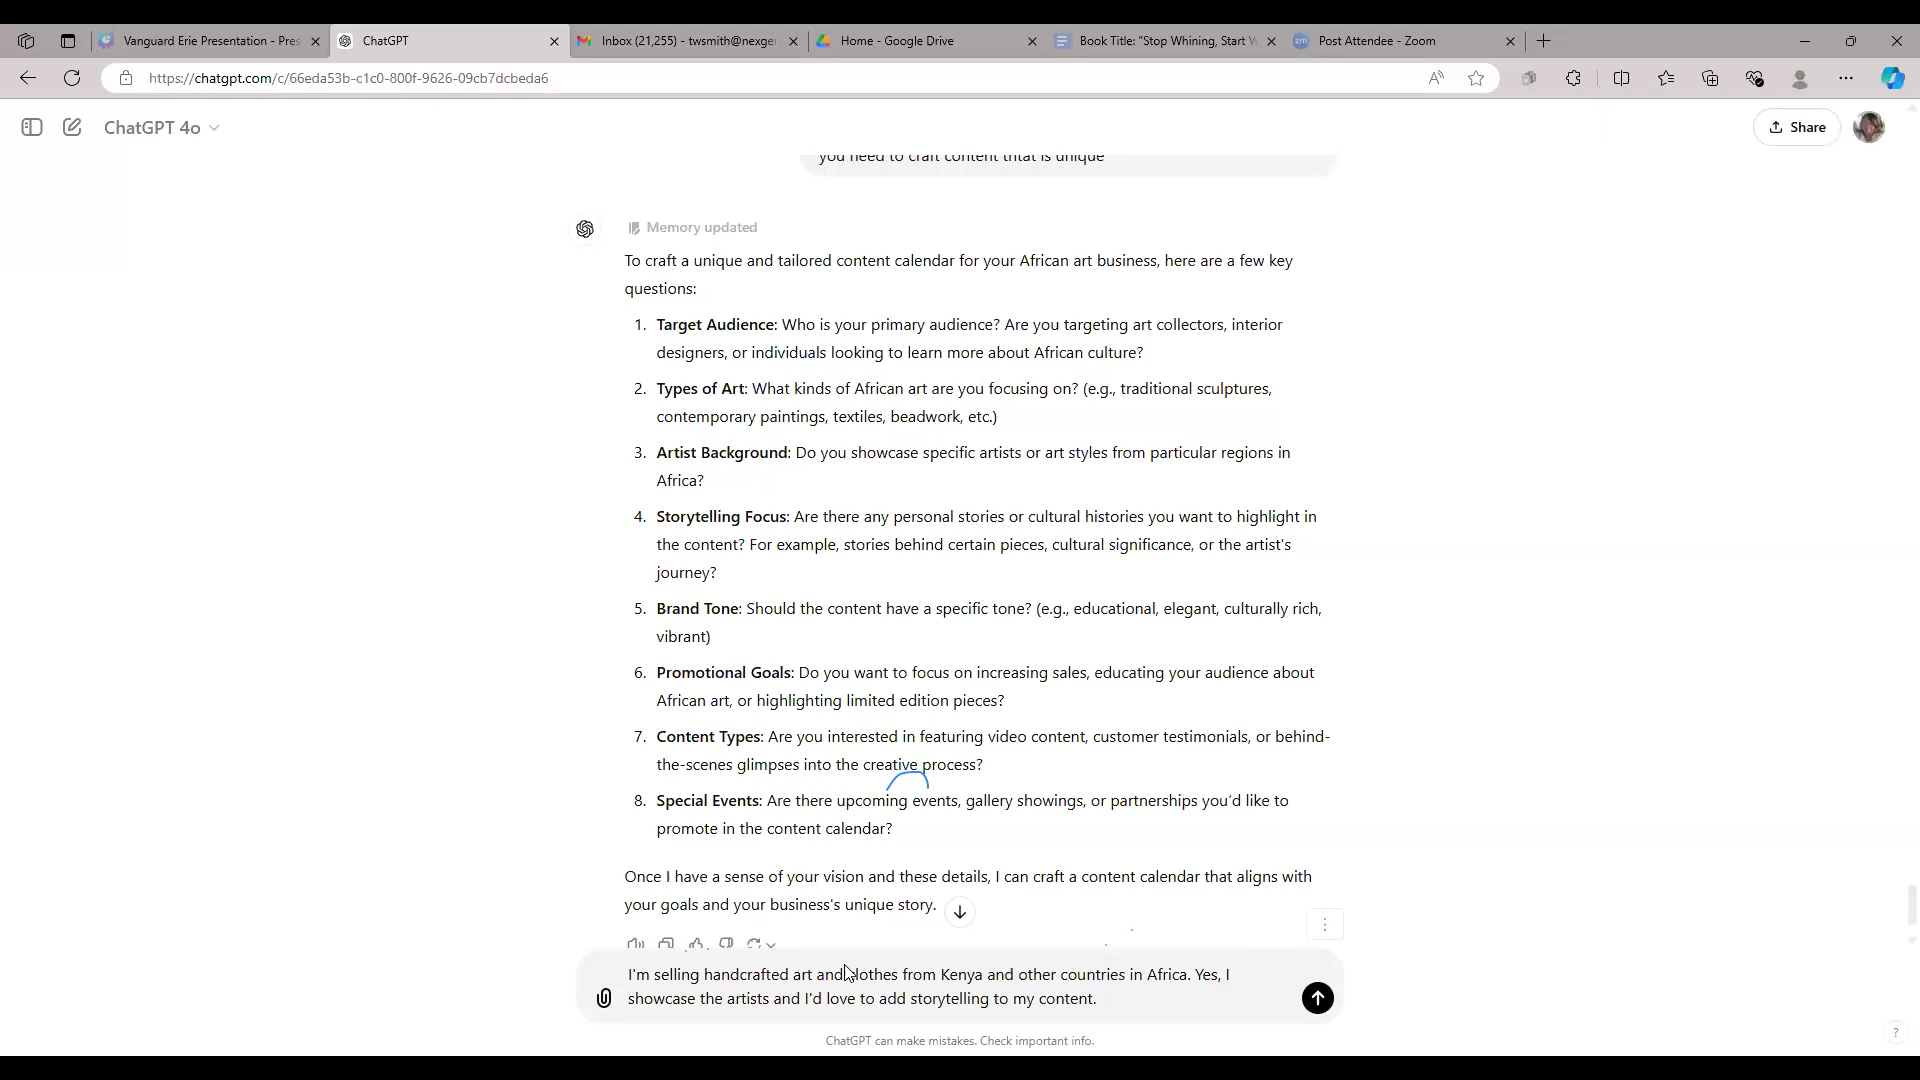 Vanguard Erie Presentation - Pres
ChatGPT
Inbox (21,255) - twsmith@nexge
Home - Google Drive
Book Title: "Stop Whining, Start W
Post Attendee - Zoom
https://chatgpt.com/c/66eda53b-c1c0-800f-9626-09cb7dcbeda6
ChatGPT 4o
Share
you need to craft content thtat is unique
Memory updated
To craft a unique and tailored content calendar for your African art business, here are a few key
questions:
1. Target Audience: Who is your primary audience? Are you targeting art collectors, interior
designers, or individuals looking to learn more about African culture?
2. Types of Art: What kinds of African art are you focusing on? (e.g., traditional sculptures,
contemporary paintings, textiles, beadwork, etc.)
3. Artist Background: Do you showcase specific artists or art styles from particular regions in
Africa?
4. Storytelling Focus: Are there any personal stories or cultural histories you want to highlight in
the content? For example, stories behind certain pieces, cultural significance, or the artist's
journey?
5. Brand Tone: Should the content have a specific tone? (e.g., educational, elegant, culturally rich,
vibrant)
6. Promotional Goals: Do you want to focus on increasing sales, educating your audience about
African art, or highlighting limited edition pieces?
7. Content Types: Are you interested in featuring video content, customer testimonials, or behind-
the-scenes glimpses into the creative process?
8. Special Events: Are there upcoming events, gallery showings, or partnerships you'd like to
promote in the content calendar?
Once I have a sense of your vision and these details, I can craft a content calendar that aligns with
your goals and your business's unique story.
I'm selling handcrafted art and clothes from Kenya and other countries in Africa. Yes, I
showcase the artists and I'd love to add storytelling to my content.
ChatGPT can make mistakes. Check important info.
?